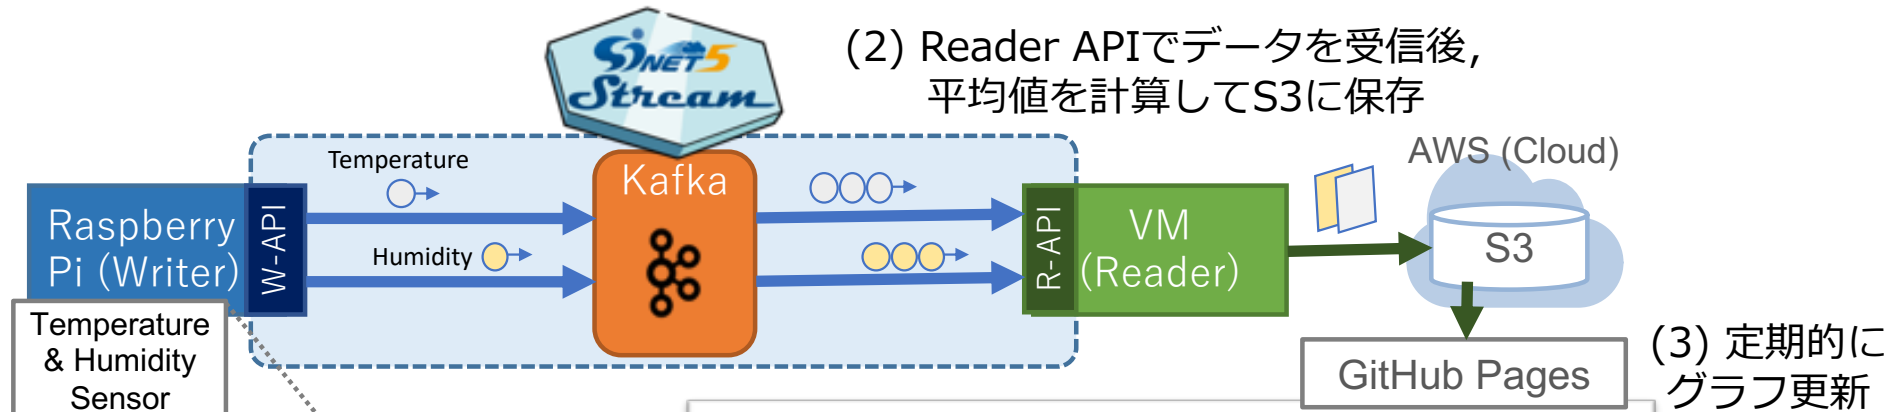 SINET5
Stream
(2) Reader APIでデータを受信後,
平均値を計算してS3に保存
Temperature
Humidity
Kafka
Raspberry
Pi (Writer)
W-API
R-API
VM
(Reader)
AWS (Cloud)
S3
Temperature
& Humidity
Sensor
GitHub Pages
(3) 定期的に
グラフ更新